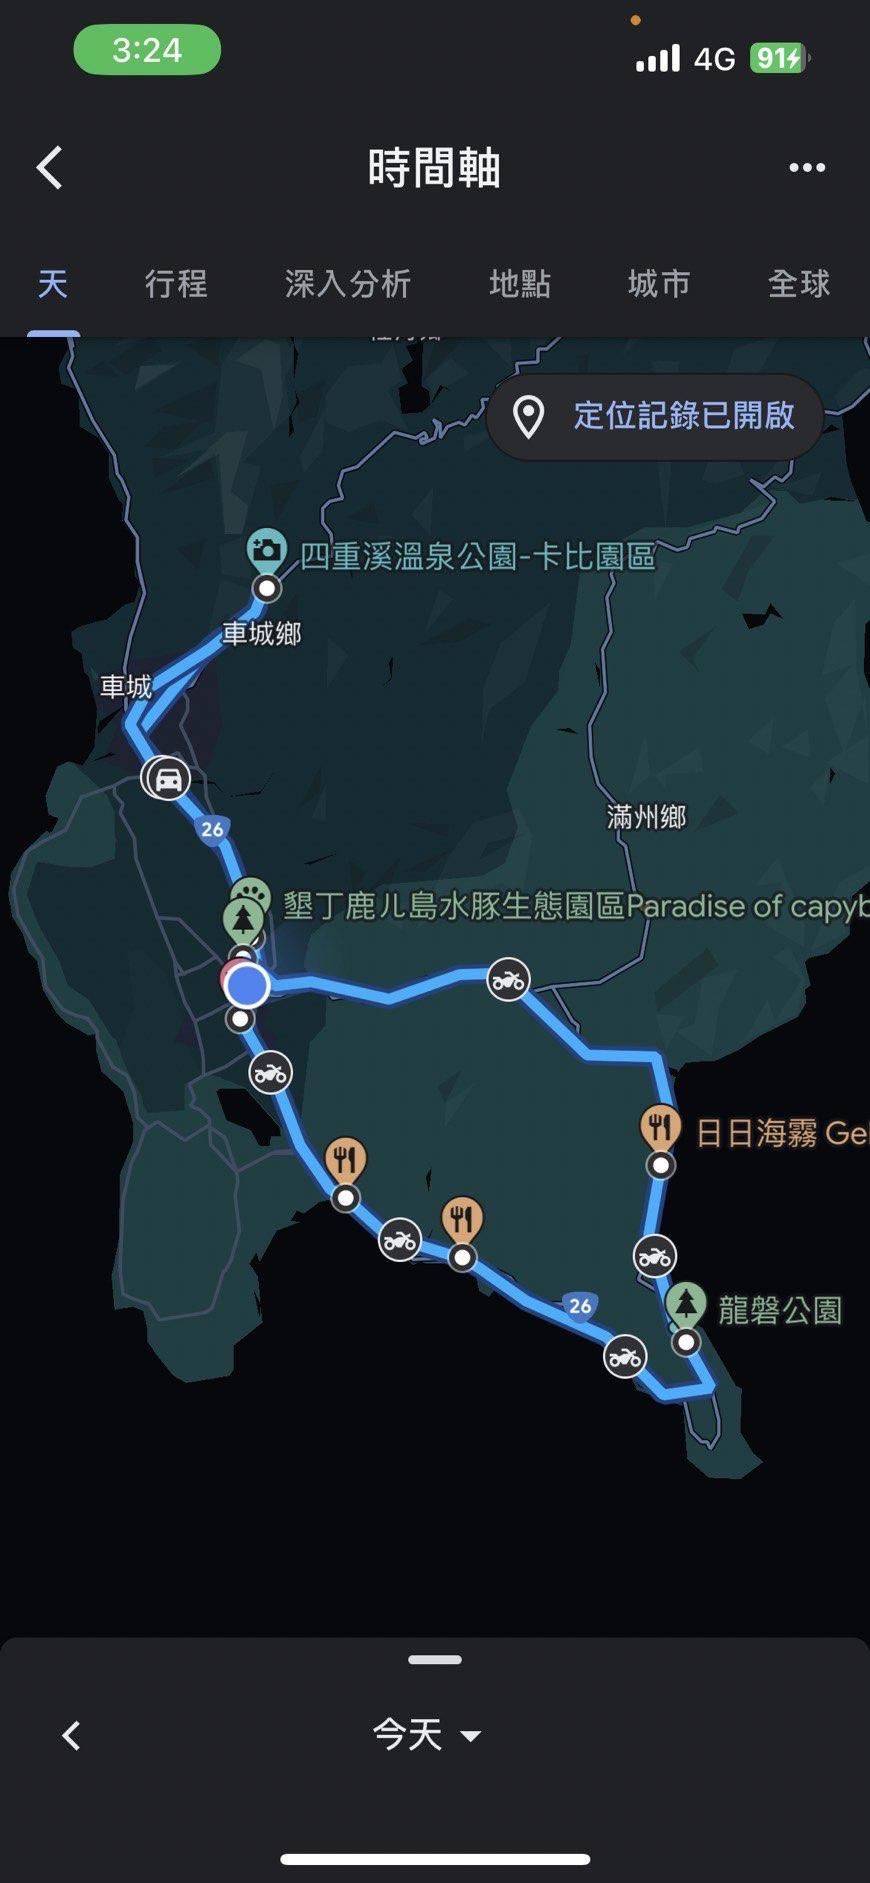 3:24
4G 91
時間軸
天 行程 深入分析 地點 城市 全球
定位記錄已開啟
四重溪溫泉公園-卡比園區
車城鄉
車城
26
滿州鄉
墾丁鹿ㄦ島水豚生態園區Paradise of capyb
日日海霧 Gel
26
龍磐公園
今天